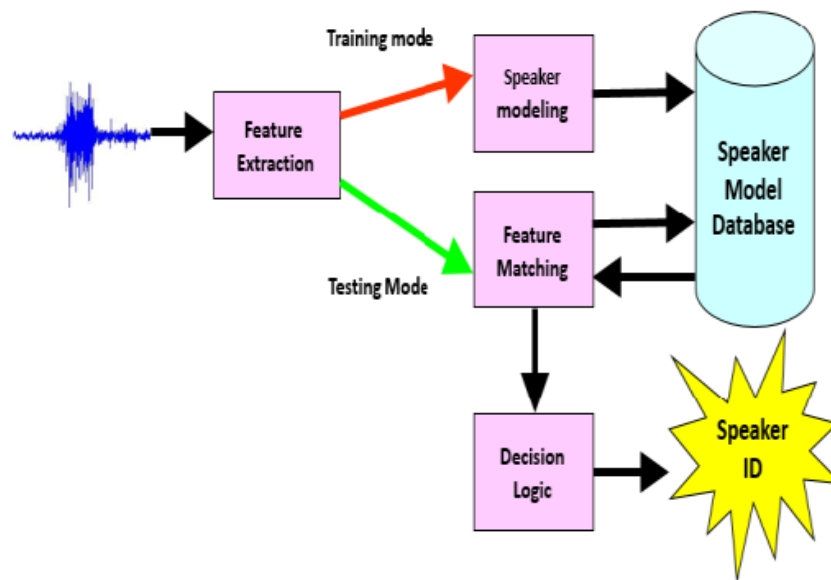 Training mode
Speaker
modeling
Feature
Extraction
Speaker
Model
Database
Feature
Matching
Testing Mode
Decision
Logic
Speaker
ID